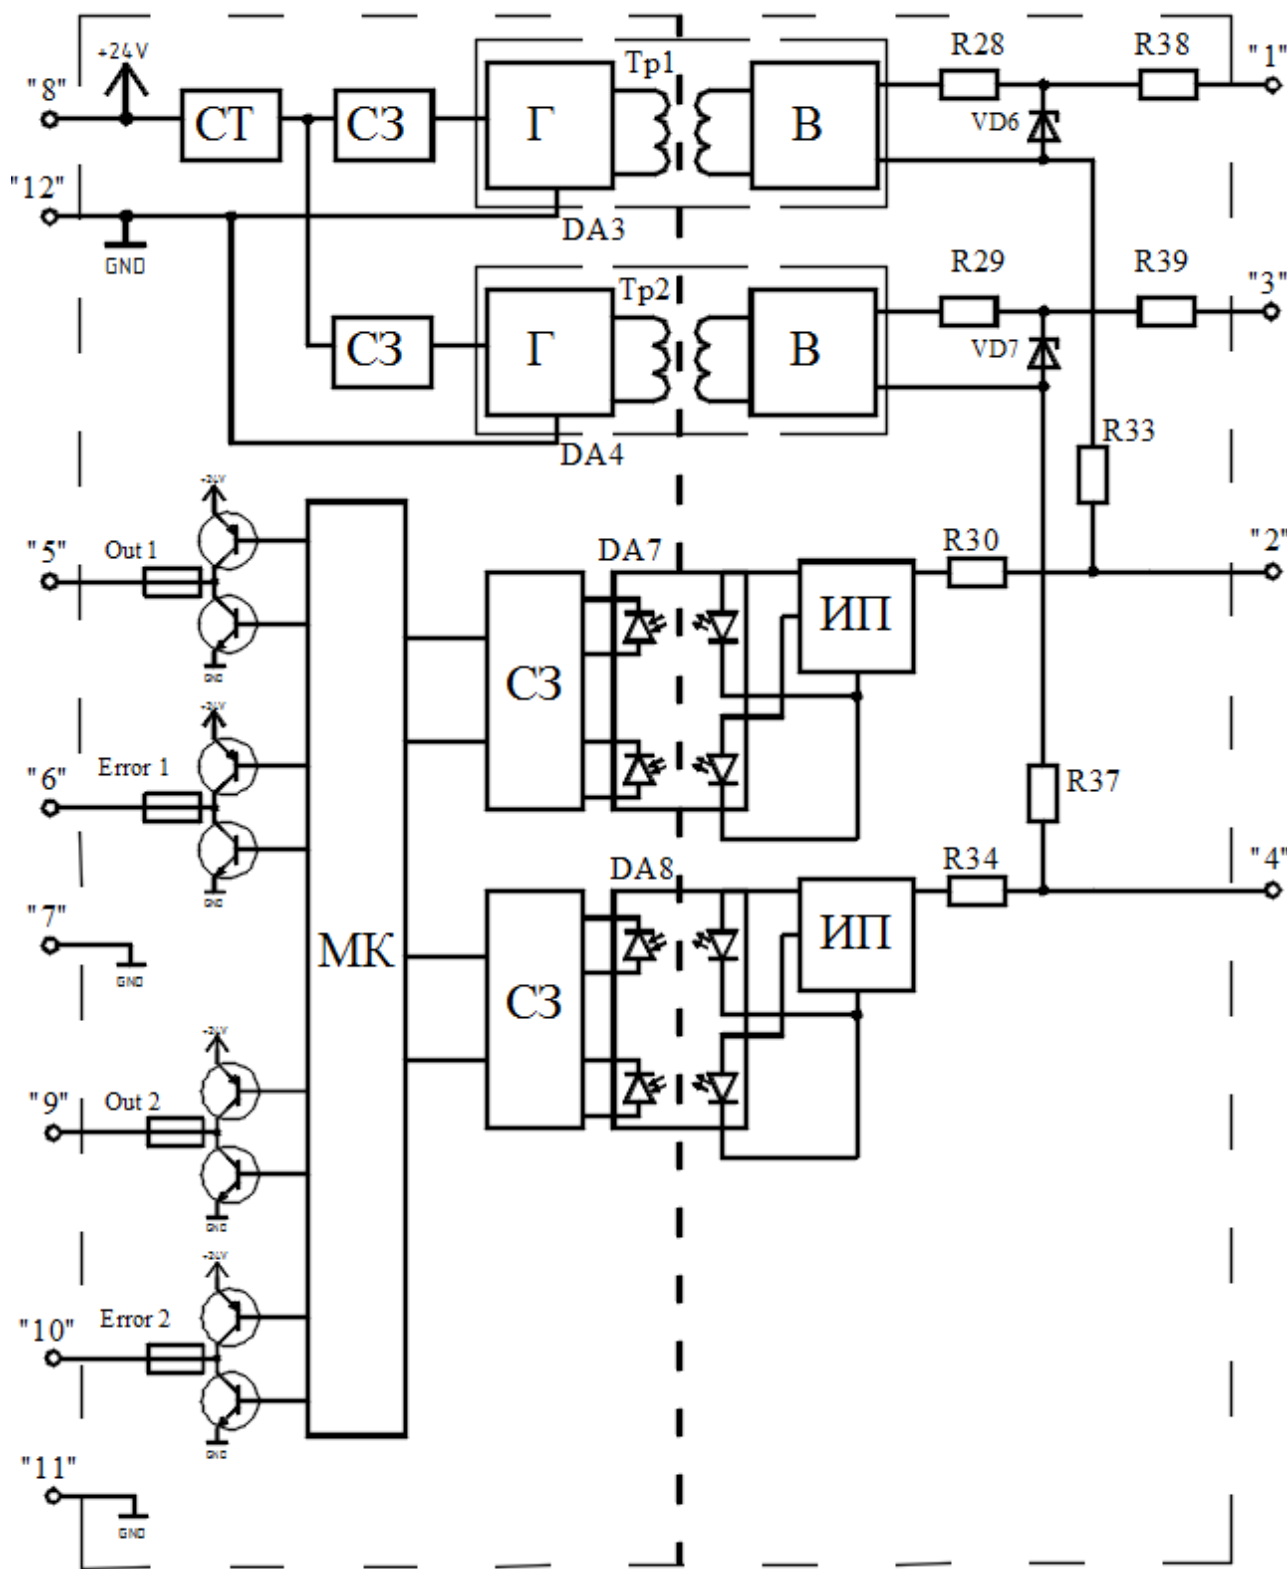 R28
R38
"1"
+24V
Тр1
"8"
СТ
СЗ
Г
В
VD6
"12"
DA3
GND
R29
R39
"3"
Тр2
СЗ
Г
В
VD7
DA4
R33
+24V
"5"
Out 1
DA7
R30
"2"
ИП
GND
СЗ
+24V
"6"
Error 1
R37
DA8
R34
"4"
GND
"7"
МК
ИП
GND
СЗ
+24V
"9"
Out 2
GND
+24V
"10"
Error 2
GND
"11"
GND